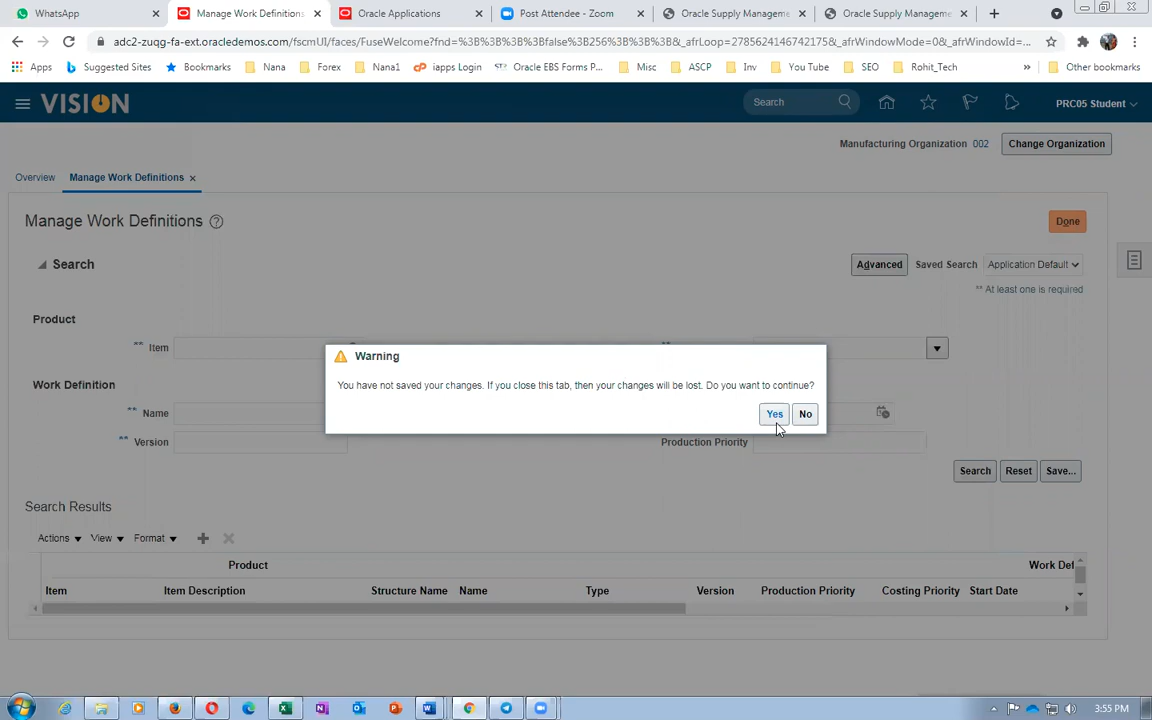 WhatsApp
Manage Work Definitions
Oracle Applications
Post Attendee - Zoom
Oracle Supply Manageme
Oracle Supply Manageme
adc2-zuqg-fa-ext.oracledemos.com/fscmUI/faces/FuseWelcome?fnd=%3B%3B%3B%3Bfalse%3B256%3B%3B%3B&_afrLoop=2785624146742175&_afrWindowMode=0&_afrWindowId=...
Apps
Suggested Sites
Bookmarks
Nana
Forex
Nana1
iapps Login
Oracle EBS Forms P...
Misc
ASCP
Inv
You Tube
SEO
Rohit_Tech
»
Other bookmarks
VISION
Search
PRC05 Student
Manufacturing Organization 002
Change Organization
Overview
Manage Work Definitions
Manage Work Definitions
Done
Search
Advanced
Saved Search
Application Default
** At least one is required
Product
** Item
Warning
You have not saved your changes. If you close this tab, then your changes will be lost. Do you want to continue?
Yes
No
Work Definition
** Name
** Version
Production Priority
Search
Reset
Save...
Search Results
Actions
View
Format
Product
Work Def
Item
Item Description
Structure Name
Name
Type
Version
Production Priority
Costing Priority
Start Date
3:55 PM